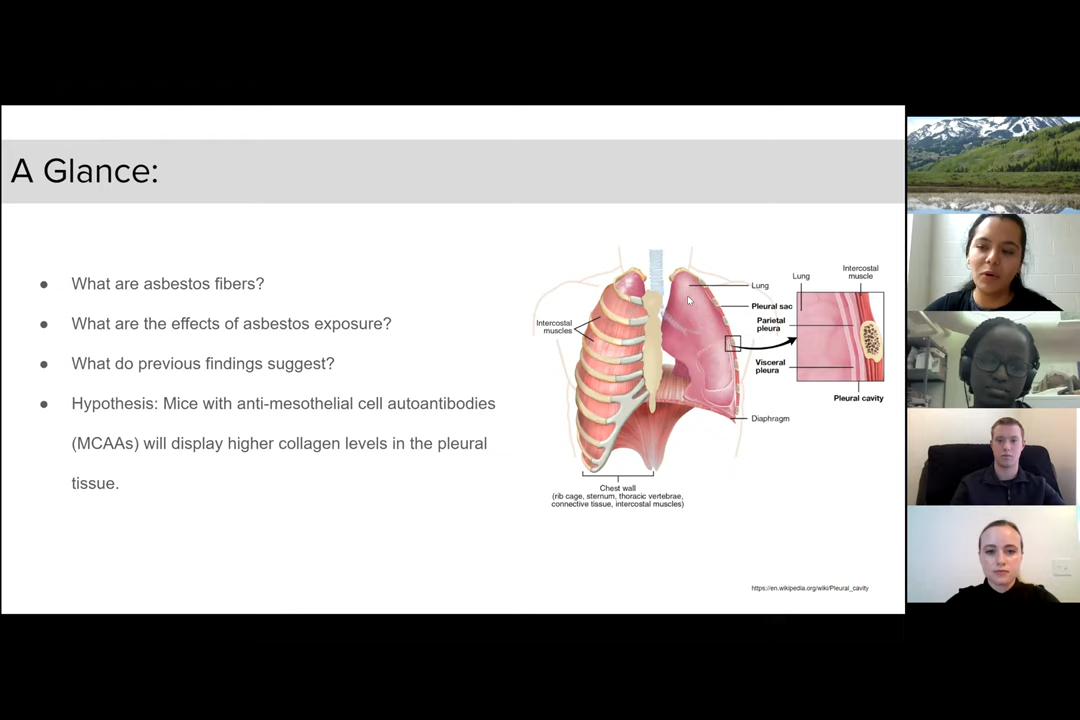 A Glance:
● What are asbestos fibers?
● What are the effects of asbestos exposure?
● What do previous findings suggest?
● Hypothesis: Mice with anti-mesothelial cell autoantibodies
(MCAAs) will display higher collagen levels in the pleural
tissue.
Intercostal
muscles
Lung
Pleural sac
Parietal
pleura
Visceral
pleura
Diaphragm
Lung
Intercostal
muscle
Pleural cavity
Chest wall
(rib cage, sternum, thoracic vertebrae,
connective tissue, intercostal muscles)
https://en.wikipedia.org/wiki/Pleural_cavity